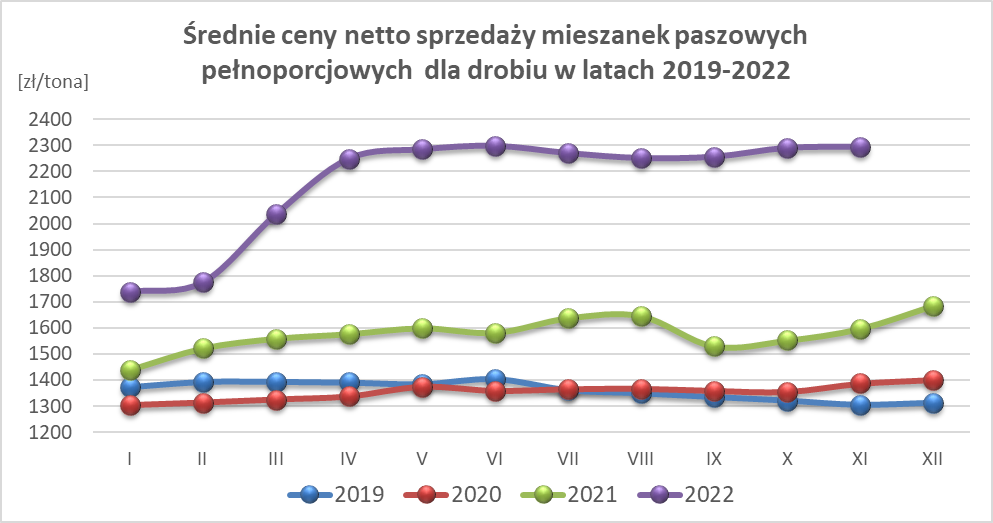 Średnie ceny netto sprzedaży mieszanek paszowych
pełnoporcjowych dla drobiu w latach 2019-2022
[zł/tona]
2400
2300
2200
2100
2000
1900
1800
1700
1600
1500
1400
1300
1200
I II III IV V VI VII VIII IX X XI XII
2019 2020 2021 2022